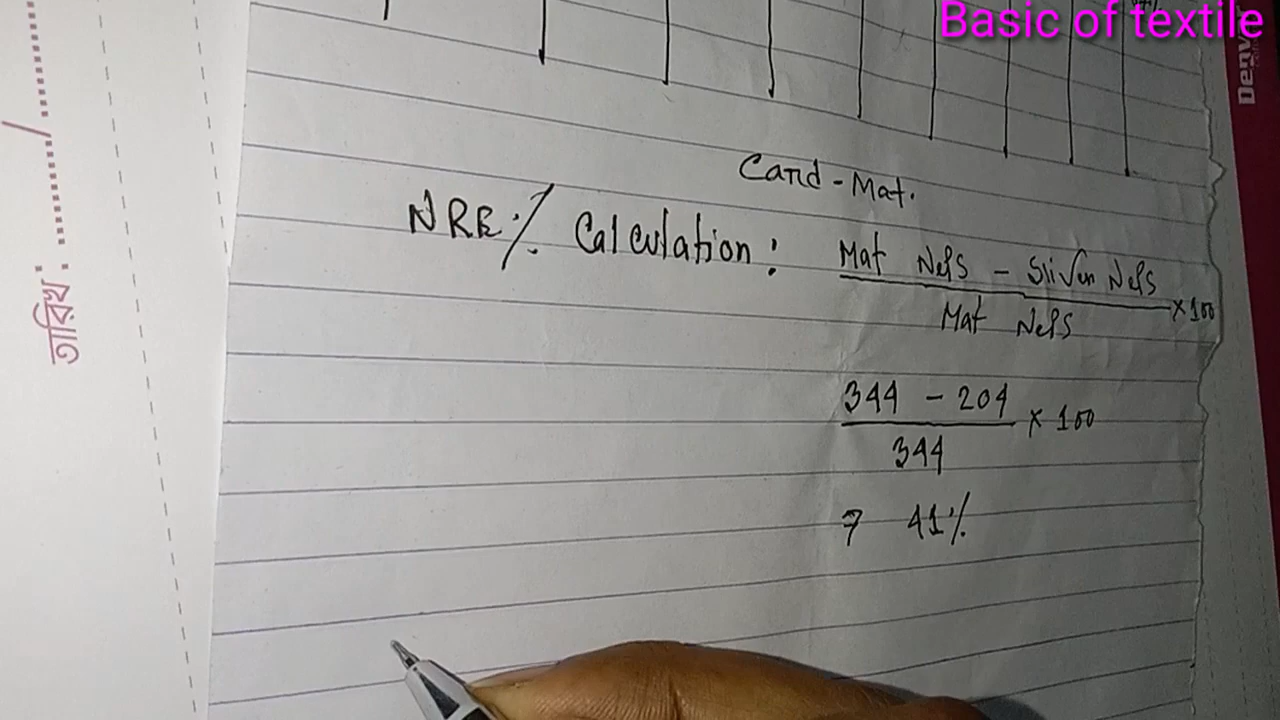 Basic of textile
Denv
তারিখ : ........./.............
Card - Mat.
NRE % Calculation :
Mat Neps - Sliver Neps
Mat Neps
×100
344 - 204
344
× 100
41%